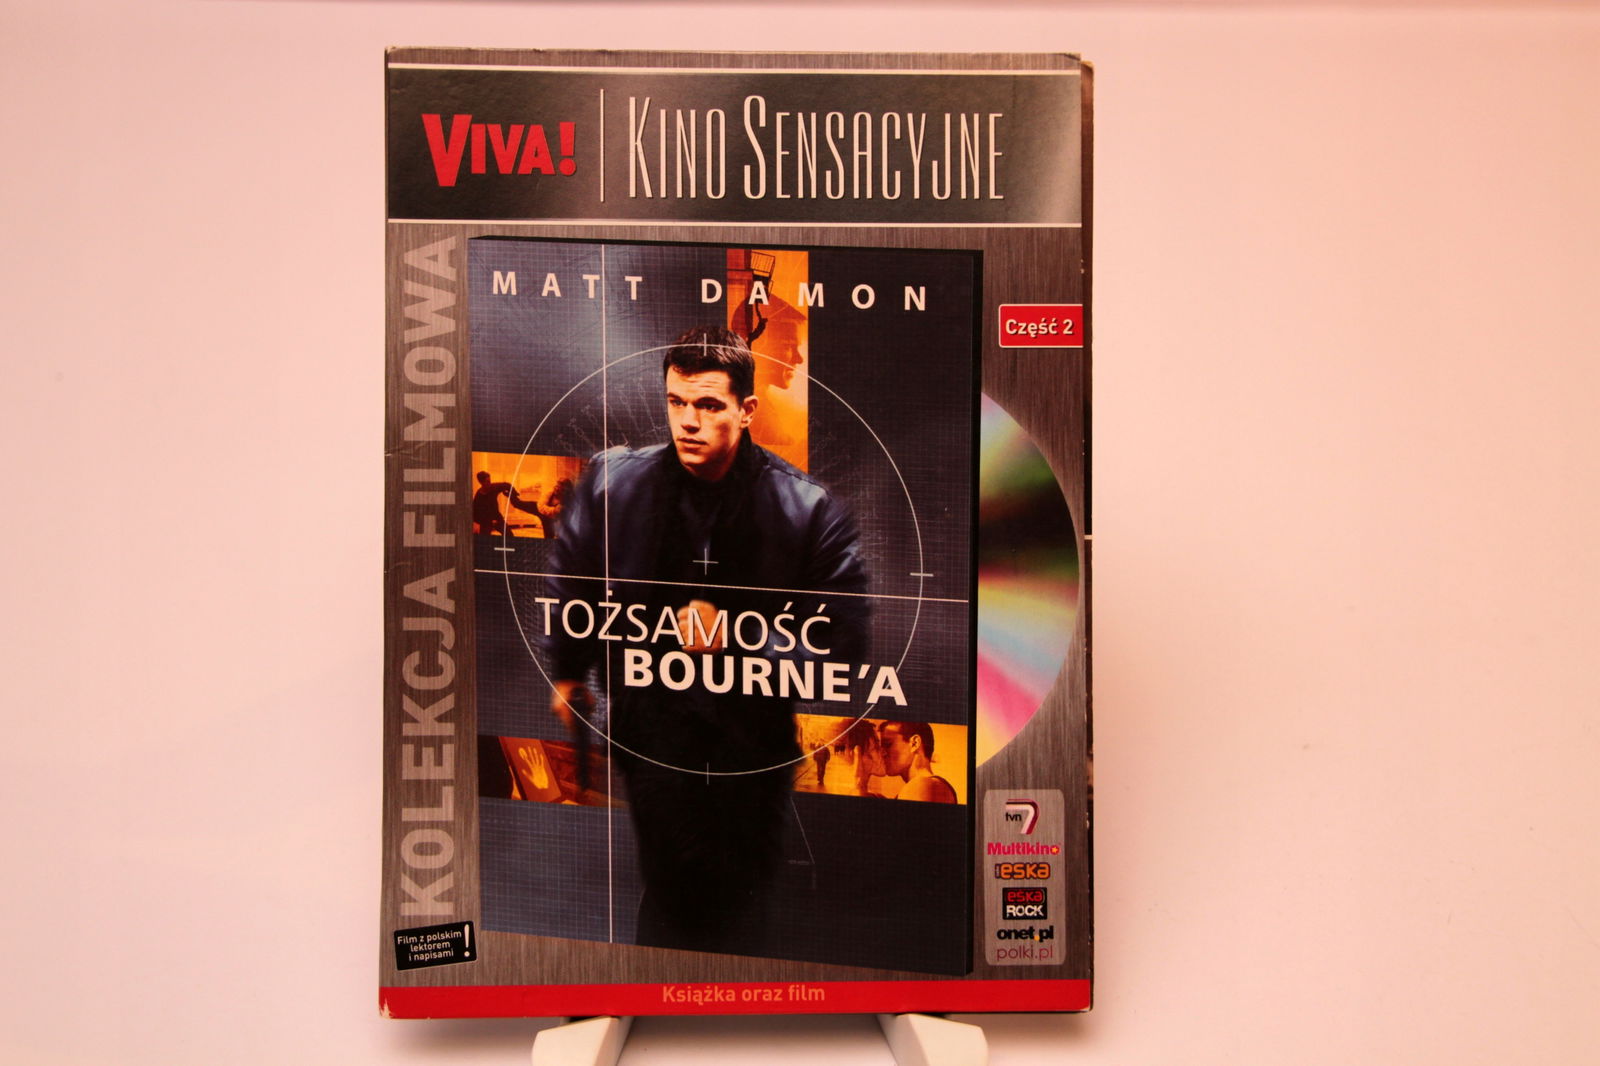 VIVA!
KINO SENSACYJNE
KOLEKCJA FILMOWA
MATT DAMON
Część 2
TOŻSAMOŚĆ
BOURNE'A
tvn7
Multikino
eska
eska
ROCK
onet.pl
polki.pl
Film z polskim
lektorem
i napisami !
Książka oraz film